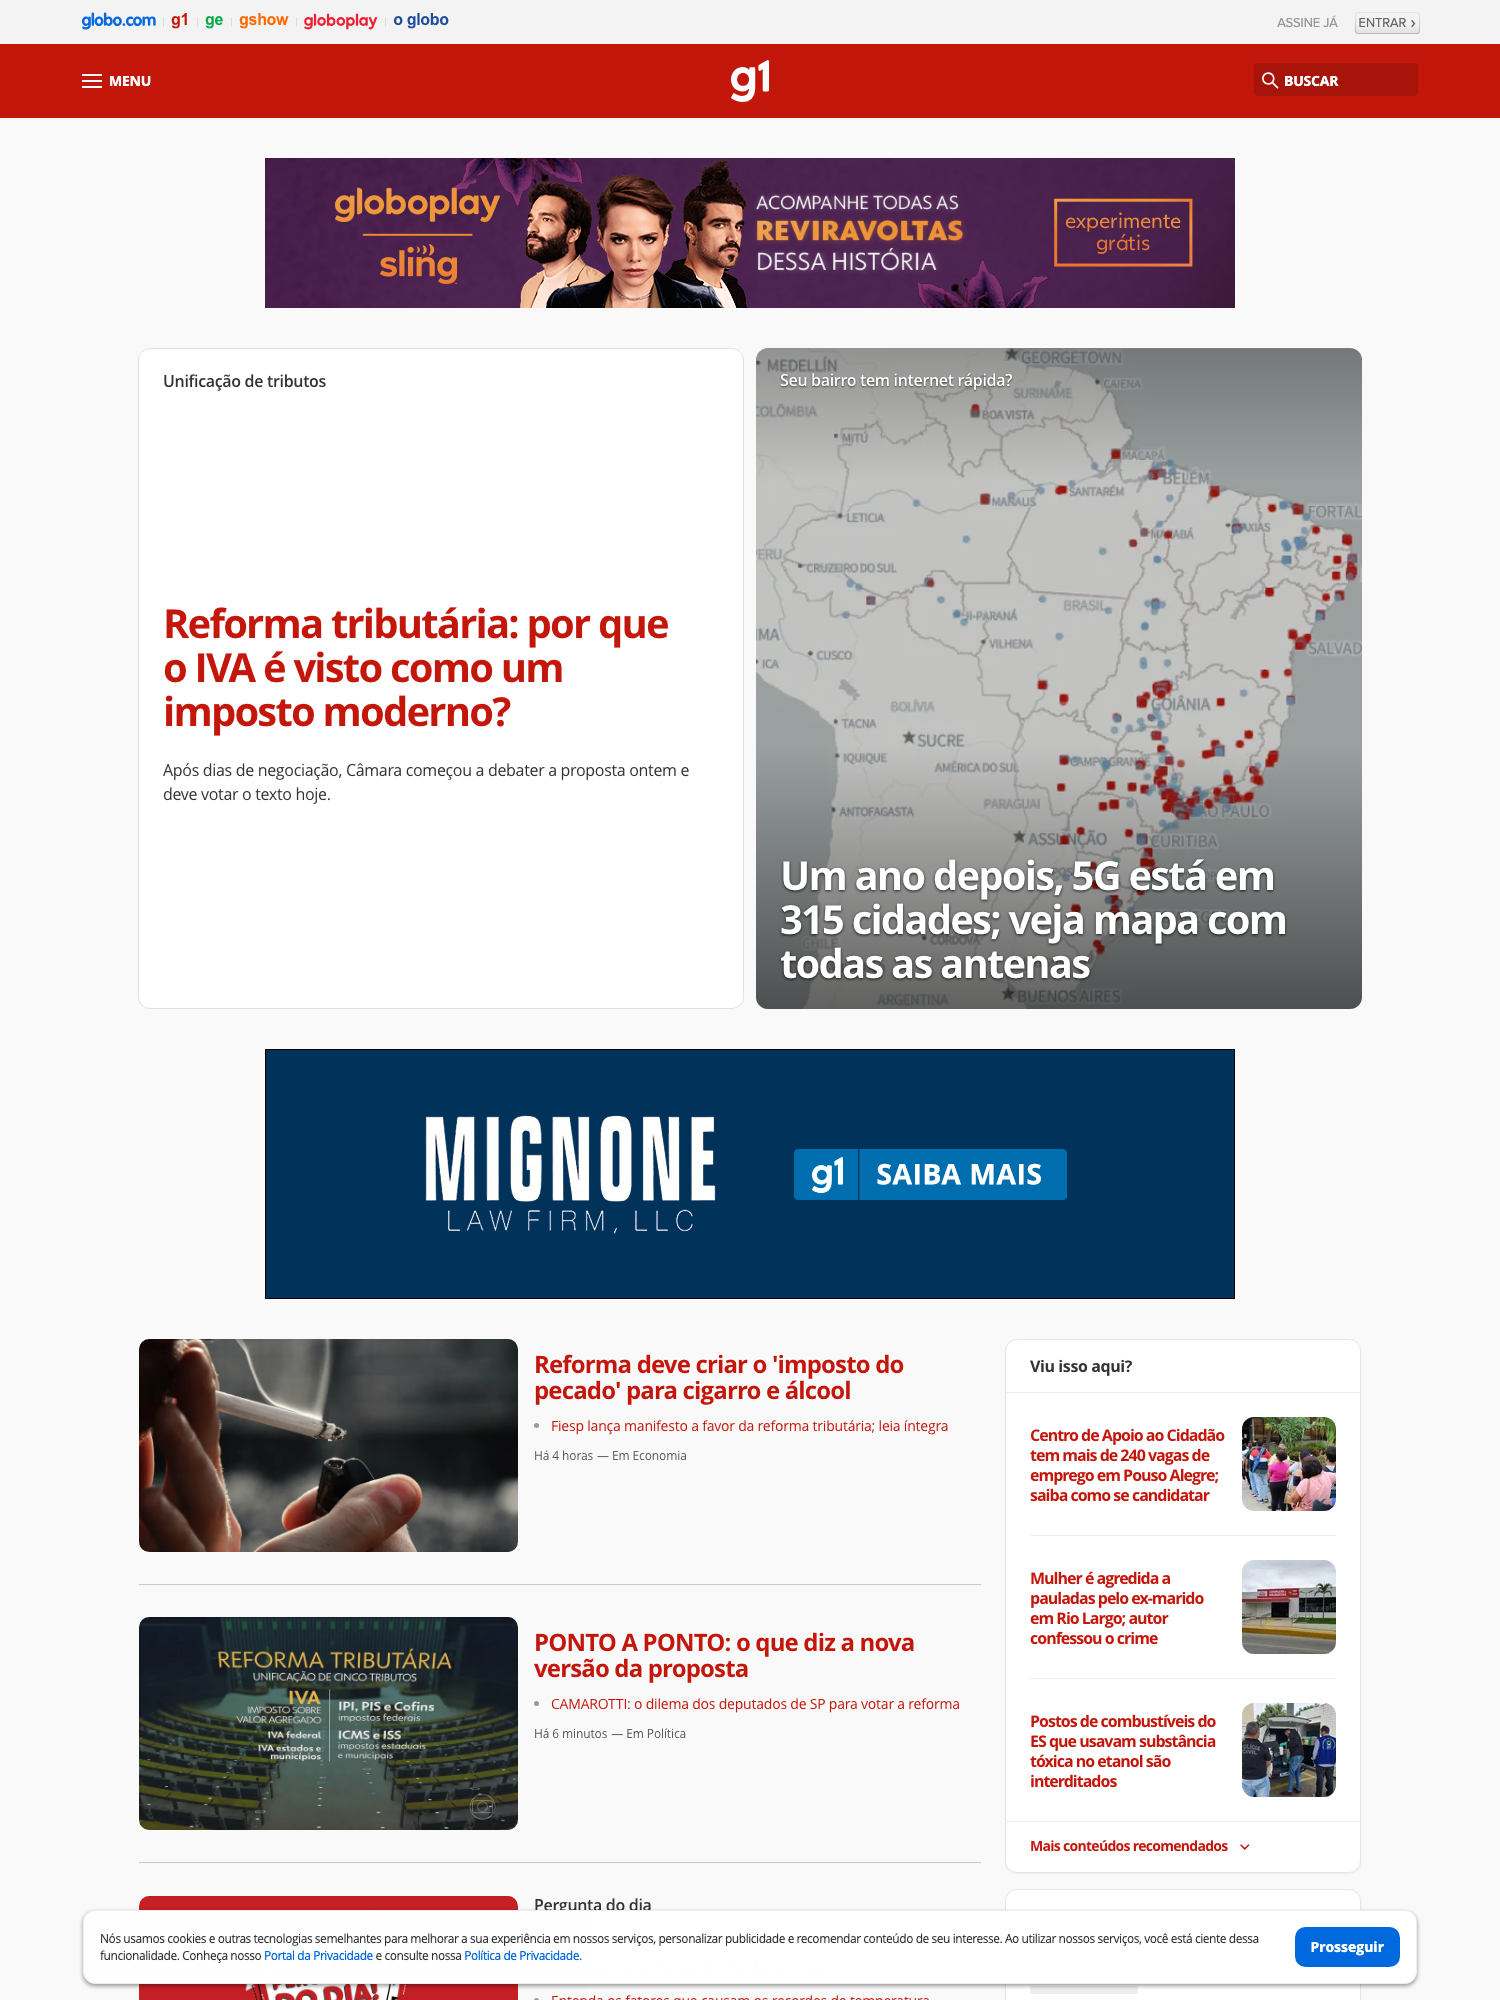 globo.com g1 ge gshow globoplay o globo
ASSINE JÁ ENTRAR ›
MENU
g1
BUSCAR
globoplay
sling
ACOMPANHE TODAS AS
REVIRAVOLTAS
DESSA HISTÓRIA
experimente
grátis
Unificação de tributos
Reforma tributária: por que
o IVA é visto como um
imposto moderno?
Após dias de negociação, Câmara começou a debater a proposta ontem e
deve votar o texto hoje.
MEDELLÍN
GEORGETOWN
Seu bairro tem internet rápida?
CAIENA
SURINAME
COLÔMBIA
BOA VISTA
MITÚ
MACAPÁ
BELÉM
SANTARÉM
MANAUS
LETICIA
FORTAL
CAXIAS
MARABÁ
PERU
CRUZEIRO DO SUL
BRASIL
JI-PARANÁ
IMA
VILHENA
SALVAD
CUSCO
ICA
BOLÍVIA
GOIÂNIA
TACNA
SUCRE
IQUIQUE
AMÉRICA DO SUL
CAMPO GRANDE
PARAGUAI
ANTOFAGASTA
SÃO PAULO
ASSUNÇÃO
CURITIBA
Um ano depois, 5G está em
315 cidades; veja mapa com
todas as antenas
CHILE
CÓRDOVA
ARGENTINA
BUENOS AIRES
MIGNONE
LAW FIRM, LLC
g1 SAIBA MAIS
Reforma deve criar o 'imposto do
pecado' para cigarro e álcool
Fiesp lança manifesto a favor da reforma tributária; leia íntegra
Há 4 horas — Em Economia
REFORMA TRIBUTÁRIA
UNIFICAÇÃO DE CINCO TRIBUTOS
IVA
IMPOSTO SOBRE
VALOR AGREGADO
IVA federal
IVA estados e
municípios
IPI, PIS e Cofins
impostos federais
ICMS e ISS
impostos estaduais
e municipais
PONTO A PONTO: o que diz a nova
versão da proposta
CAMAROTTI: o dilema dos deputados de SP para votar a reforma
Há 6 minutos — Em Política
Pergunta do dia
DO DIA!
Entenda os fatores que causam os recordes de temperatura
Viu isso aqui?
Centro de Apoio ao Cidadão
tem mais de 240 vagas de
emprego em Pouso Alegre;
saiba como se candidatar
Mulher é agredida a
pauladas pelo ex-marido
em Rio Largo; autor
confessou o crime
Postos de combustíveis do
ES que usavam substância
tóxica no etanol são
interditados
Mais conteúdos recomendados
Nós usamos cookies e outras tecnologias semelhantes para melhorar a sua experiência em nossos serviços, personalizar publicidade e recomendar conteúdo de seu interesse. Ao utilizar nossos serviços, você está ciente dessa
funcionalidade. Conheça nosso Portal da Privacidade e consulte nossa Política de Privacidade.
Prosseguir